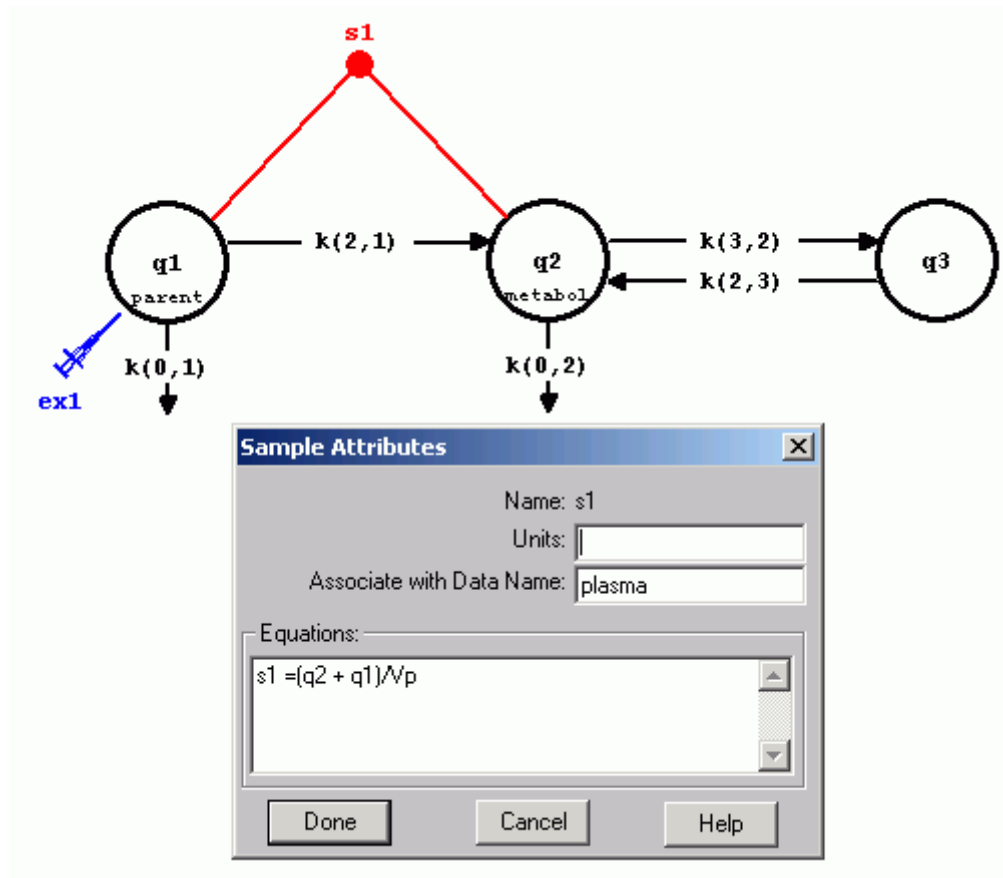 s1
k(2,1)
k(3,2)
q1
q2
q3
k(2,3)
parent
metabol
k(0,1)
k(0,2)
ex1
Sample Attributes
Name: s1
Units:
Associate with Data Name: plasma
Equations:
s1 =(q2 + q1)/Vp
Done
Cancel
Help